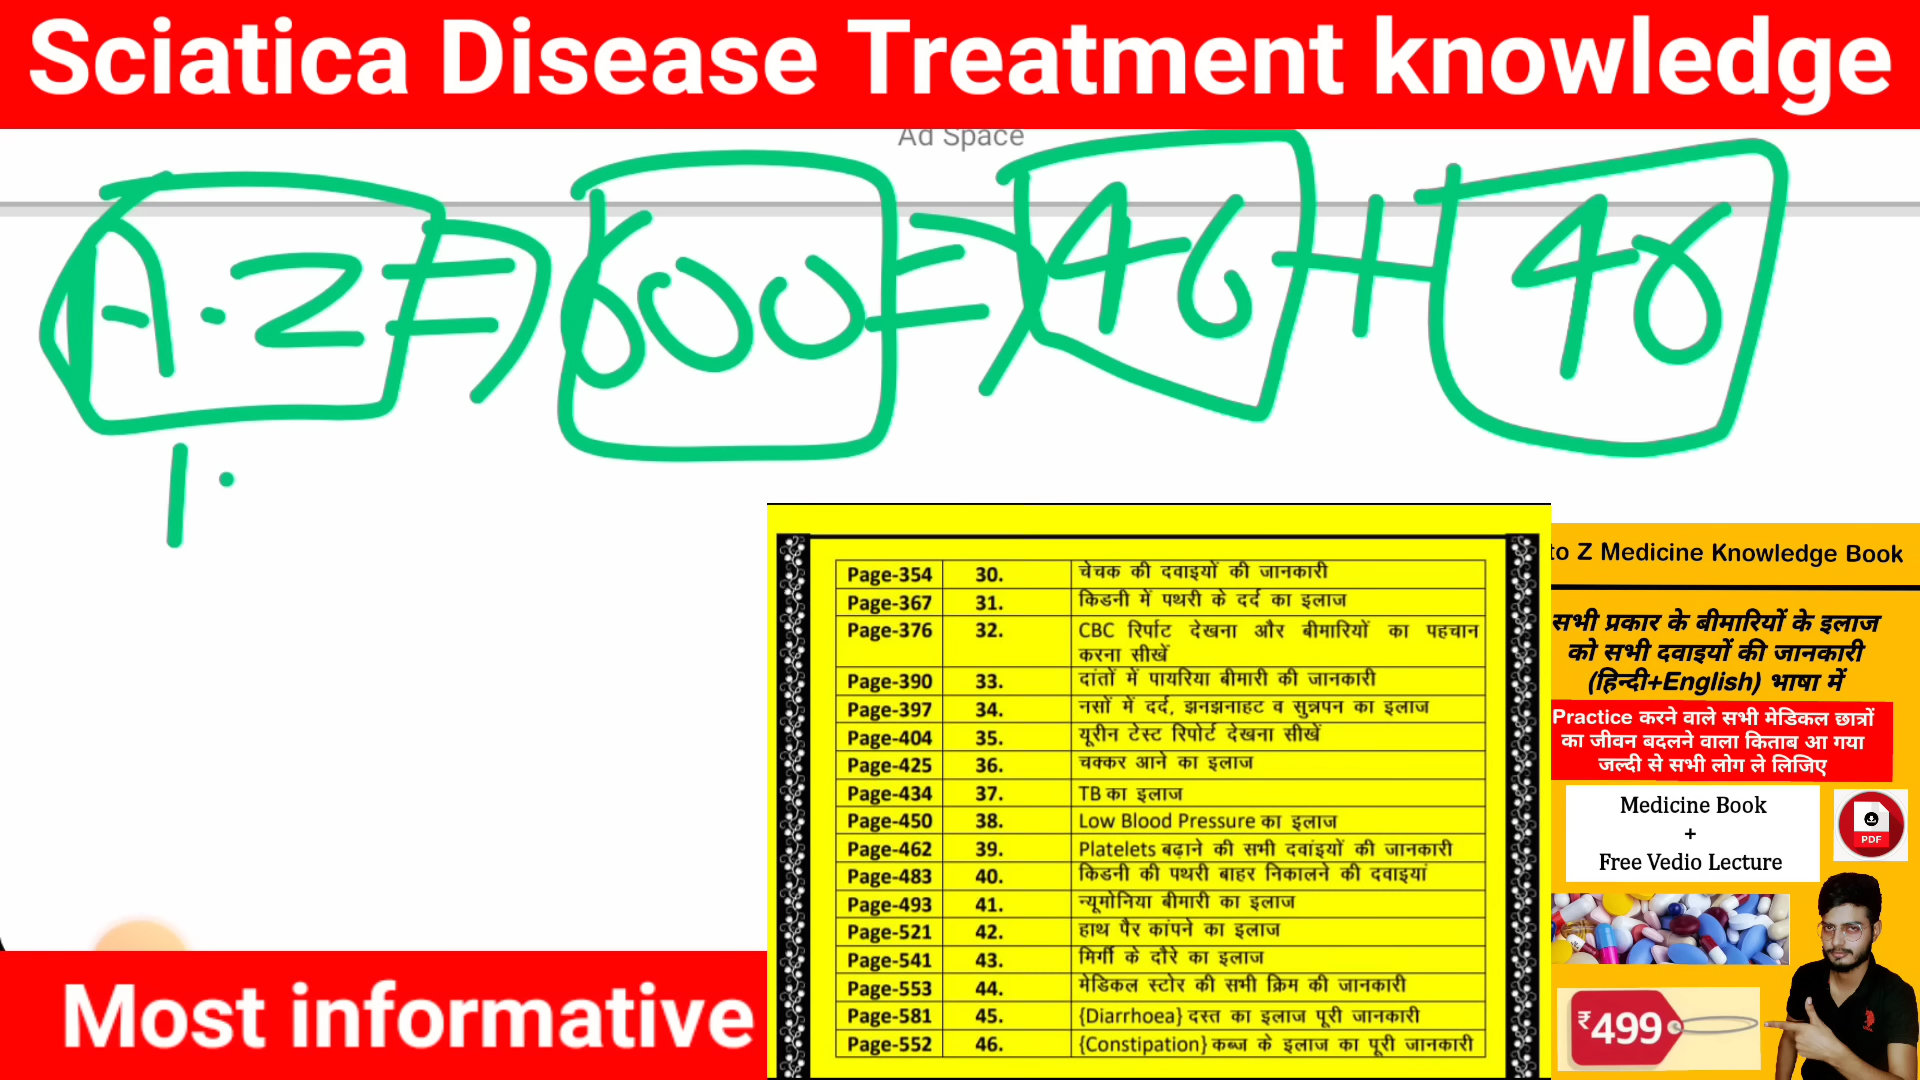 Sciatica Disease Treatment knowledge
Ad Space
A.Z => 600 => 46 + 46
1.
Page-354 30. चेचक की दवाइयों की जानकारी
Page-367 31. किडनी में पथरी के दर्द का इलाज
Page-376 32. CBC रिर्पाट देखना और बीमारियों का पहचान
करना सीखें
Page-390 33. दांतों में पायरिया बीमारी की जानकारी
Page-397 34. नसों में दर्द, झनझनाहट व सुन्नपन का इलाज
Page-404 35. यूरीन टेस्ट रिपोर्ट देखना सीखें
Page-425 36. चक्कर आने का इलाज
Page-434 37. TB का इलाज
Page-450 38. Low Blood Pressure का इलाज
Page-462 39. Platelets बढ़ाने की सभी दवांइयों की जानकारी
Page-483 40. किडनी की पथरी बाहर निकालने की दवाइयां
Page-493 41. न्यूमोनिया बीमारी का इलाज
Page-521 42. हाथ पैर कांपने का इलाज
Page-541 43. मिर्गी के दौरे का इलाज
Page-553 44. मेडिकल स्टोर की सभी क्रिम की जानकारी
Page-581 45. {Diarrhoea} दस्त का इलाज पूरी जानकारी
Page-552 46. {Constipation} कब्ज के इलाज का पूरी जानकारी
to Z Medicine Knowledge Book
सभी प्रकार के बीमारियों के इलाज
को सभी दवाइयों की जानकारी
(हिन्दी+English) भाषा में
Practice करने वाले सभी मेडिकल छात्रों
का जीवन बदलने वाला किताब आ गया
जल्दी से सभी लोग ले लिजिए
Medicine Book
+
Free Vedio Lecture
PDF
₹499
Most informative